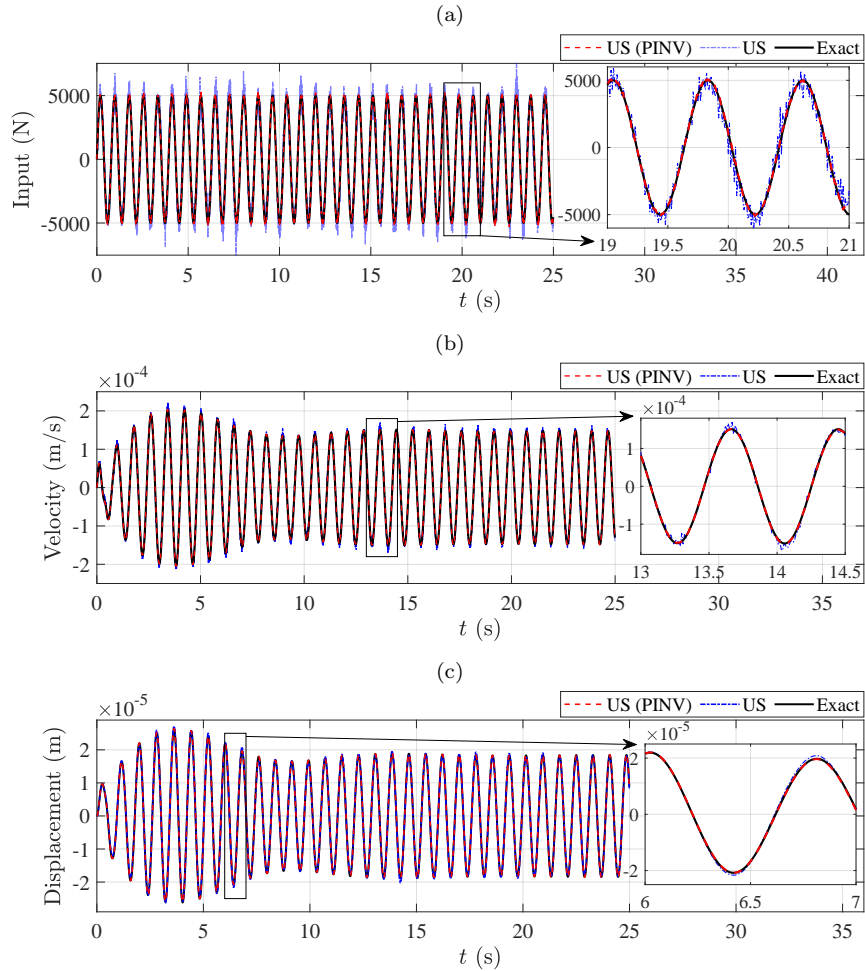 (a)
US (PINV) US Exact
Input (N)
5000
0
-5000
5000
0
-5000
19 19.5 20 20.5 21
0 5 10 15 20 25 30 35 40
t (s)
(b)
×10⁻⁴
US (PINV) US Exact
Velocity (m/s)
2
1
0
-1
-2
×10⁻⁴
1
0
-1
13 13.5 14 14.5
0 5 10 15 20 25 30 35
t (s)
(c)
×10⁻⁵
US (PINV) US Exact
Displacement (m)
2
1
0
-1
-2
×10⁻⁵
2
0
-2
6 6.5 7
0 5 10 15 20 25 30 35
t (s)